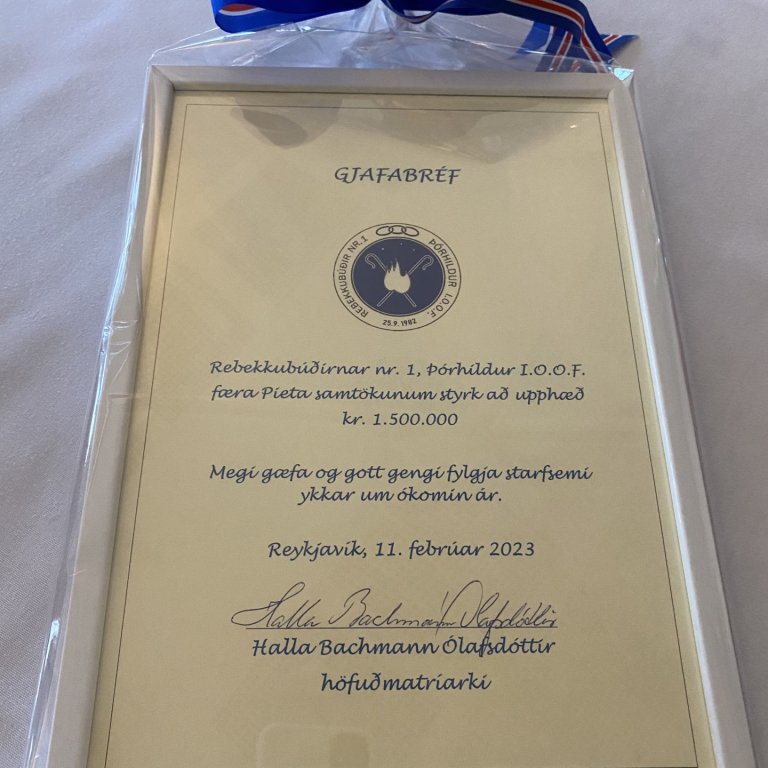 GJAFABRÉF
REBEKKUBÚÐIR NR. 1 ÞÓRHILDUR I.O.O.F.
25.9.1982
Rebekkubúðirnar nr. 1, Þórhildur I.O.O.F.
færa Píeta samtökunum styrk að upphæð
kr. 1.500.000
Megi gæfa og gott gengi fylgja starfsemi
ykkar um ókomin ár.
Reykjavík, 11. febrúar 2023
Halla Bachmann Ólafsdóttir
Halla Bachmann Ólafsdóttir
höfuðmatríarki